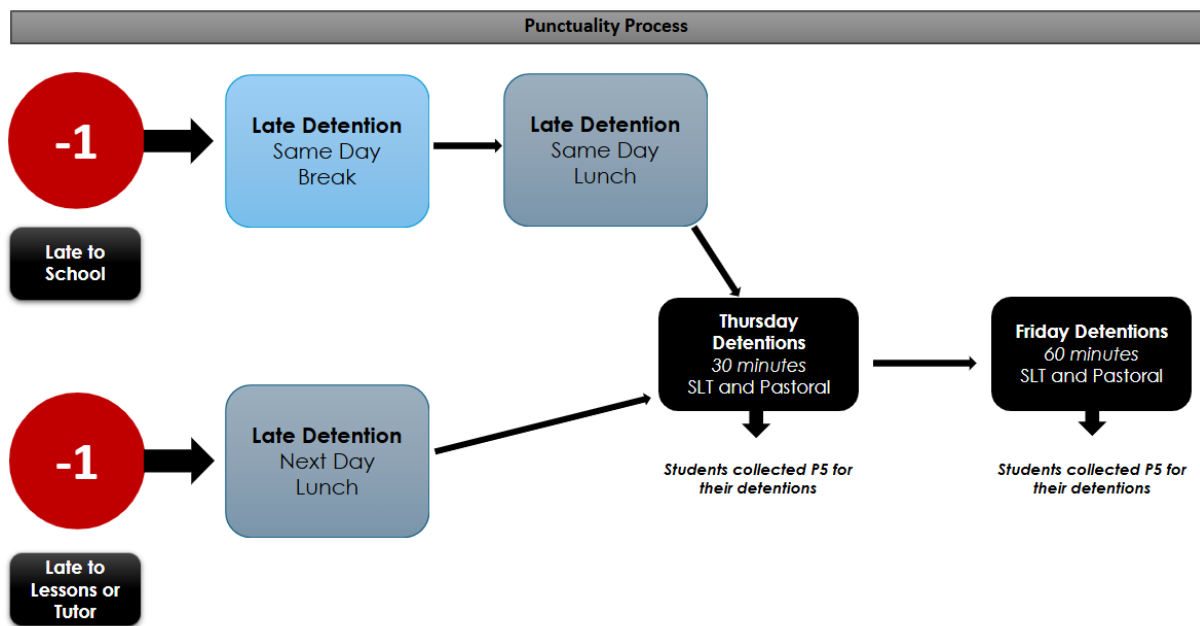 Punctuality Process
-1
Late to
School
Late Detention
Same Day
Break
Late Detention
Same Day
Lunch
Thursday
Detentions
30 minutes
SLT and Pastoral
Students collected P5 for
their detentions
Friday Detentions
60 minutes
SLT and Pastoral
Students collected P5 for
their detentions
-1
Late to
Lessons or
Tutor
Late Detention
Next Day
Lunch